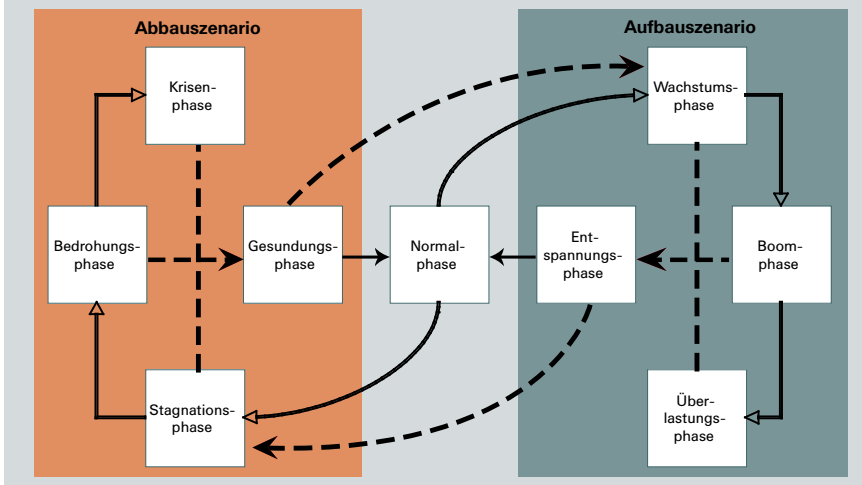 Abbauszenario
Krisen-
phase
Bedrohungs-
phase
Gesundungs-
phase
Stagnations-
phase
Normal-
phase
Aufbauszenario
Wachstums-
phase
Ent-
spannungs-
phase
Boom-
phase
Über-
lastungs-
phase